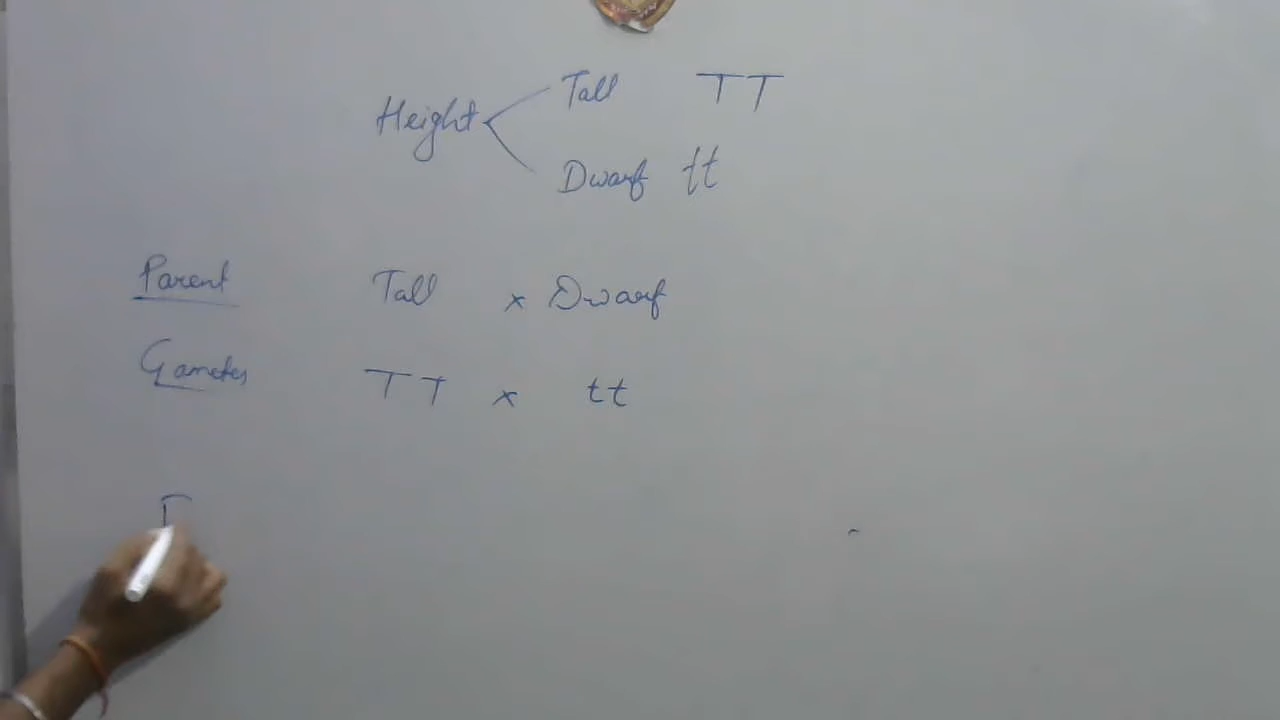 Height Tall TT
Dwarf tt
Parent Tall x Dwarf
Gametes TT x tt
F